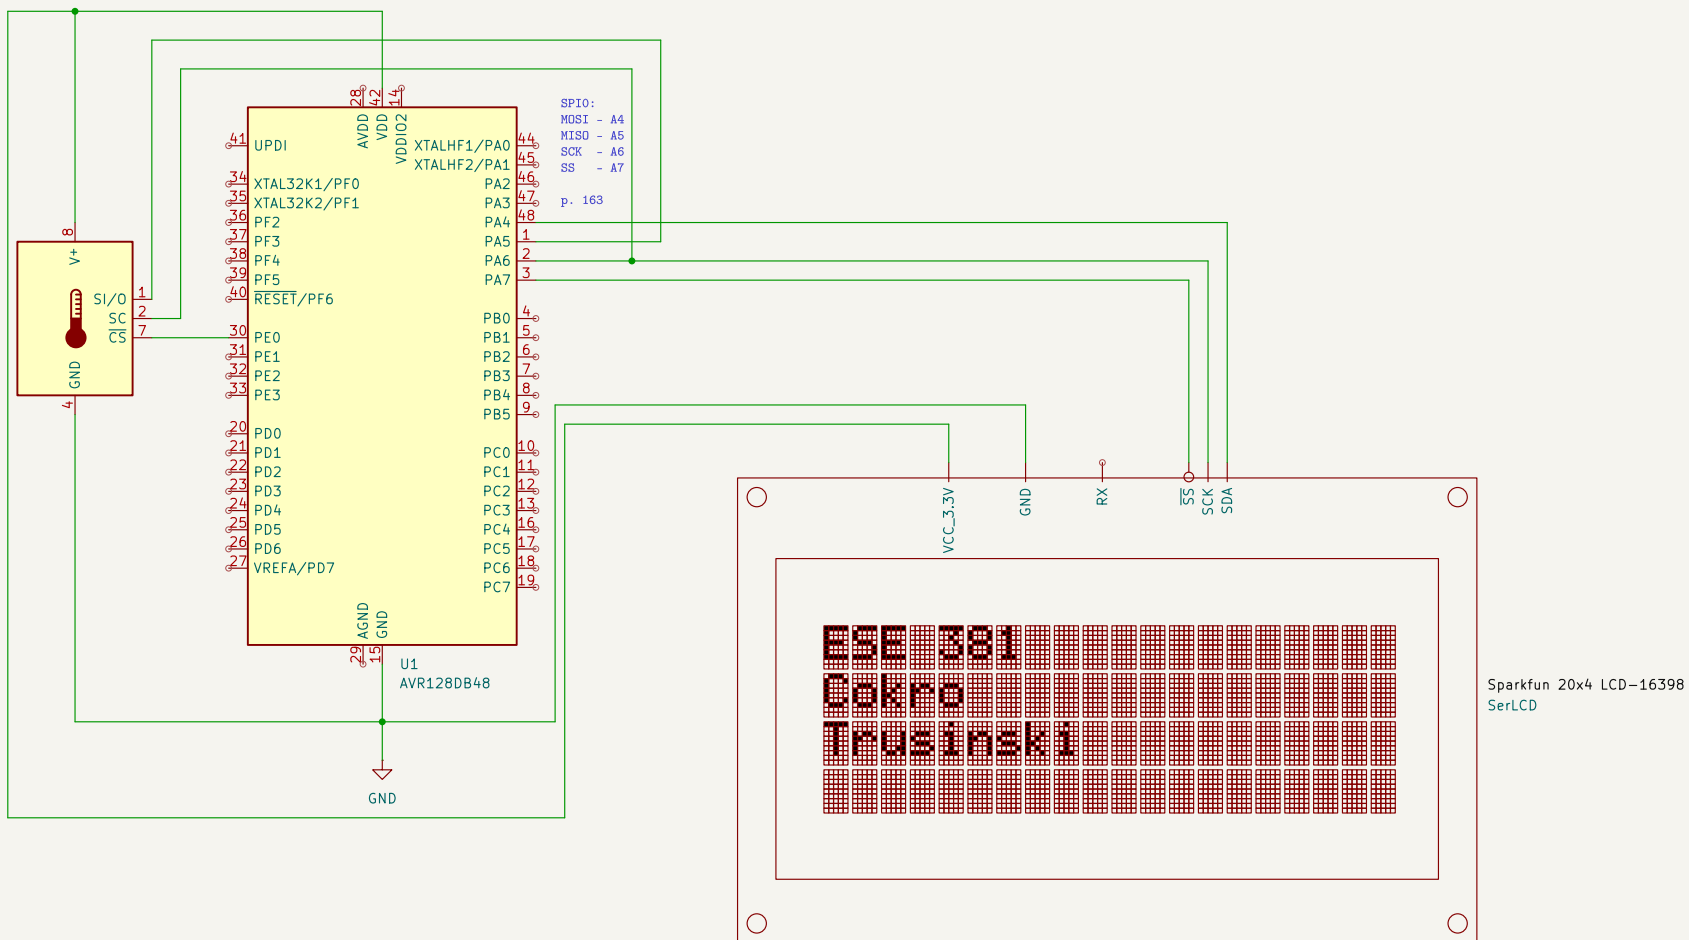 28
42
14
AVDD
VDD
VDDIO2
SPI0:
MOSI - A4
MISO - A5
SCK - A6
SS - A7
p. 163
41 UPDI
34 XTAL32K1/PF0
35 XTAL32K2/PF1
36 PF2
37 PF3
38 PF4
39 PF5
40 RESET/PF6
30 PE0
31 PE1
32 PE2
33 PE3
20 PD0
21 PD1
22 PD2
23 PD3
24 PD4
25 PD5
26 PD6
27 VREFA/PD7
XTALHF1/PA0 44
XTALHF2/PA1 45
PA2 46
PA3 47
PA4 48
PA5 1
PA6 2
PA7 3
PB0 4
PB1 5
PB2 6
PB3 7
PB4 8
PB5 9
PC0 10
PC1 11
PC2 12
PC3 13
PC4 16
PC5 17
PC6 18
PC7 19
AGND
GND
29
15
U1
AVR128DB48
GND
8
V+
SI/O 1
SC 2
CS 7
GND
4
VCC_3.3V
GND
RX
SS
SCK
SDA
ESE 381
Cokro
Trusinski
Sparkfun 20x4 LCD-16398
SerLCD